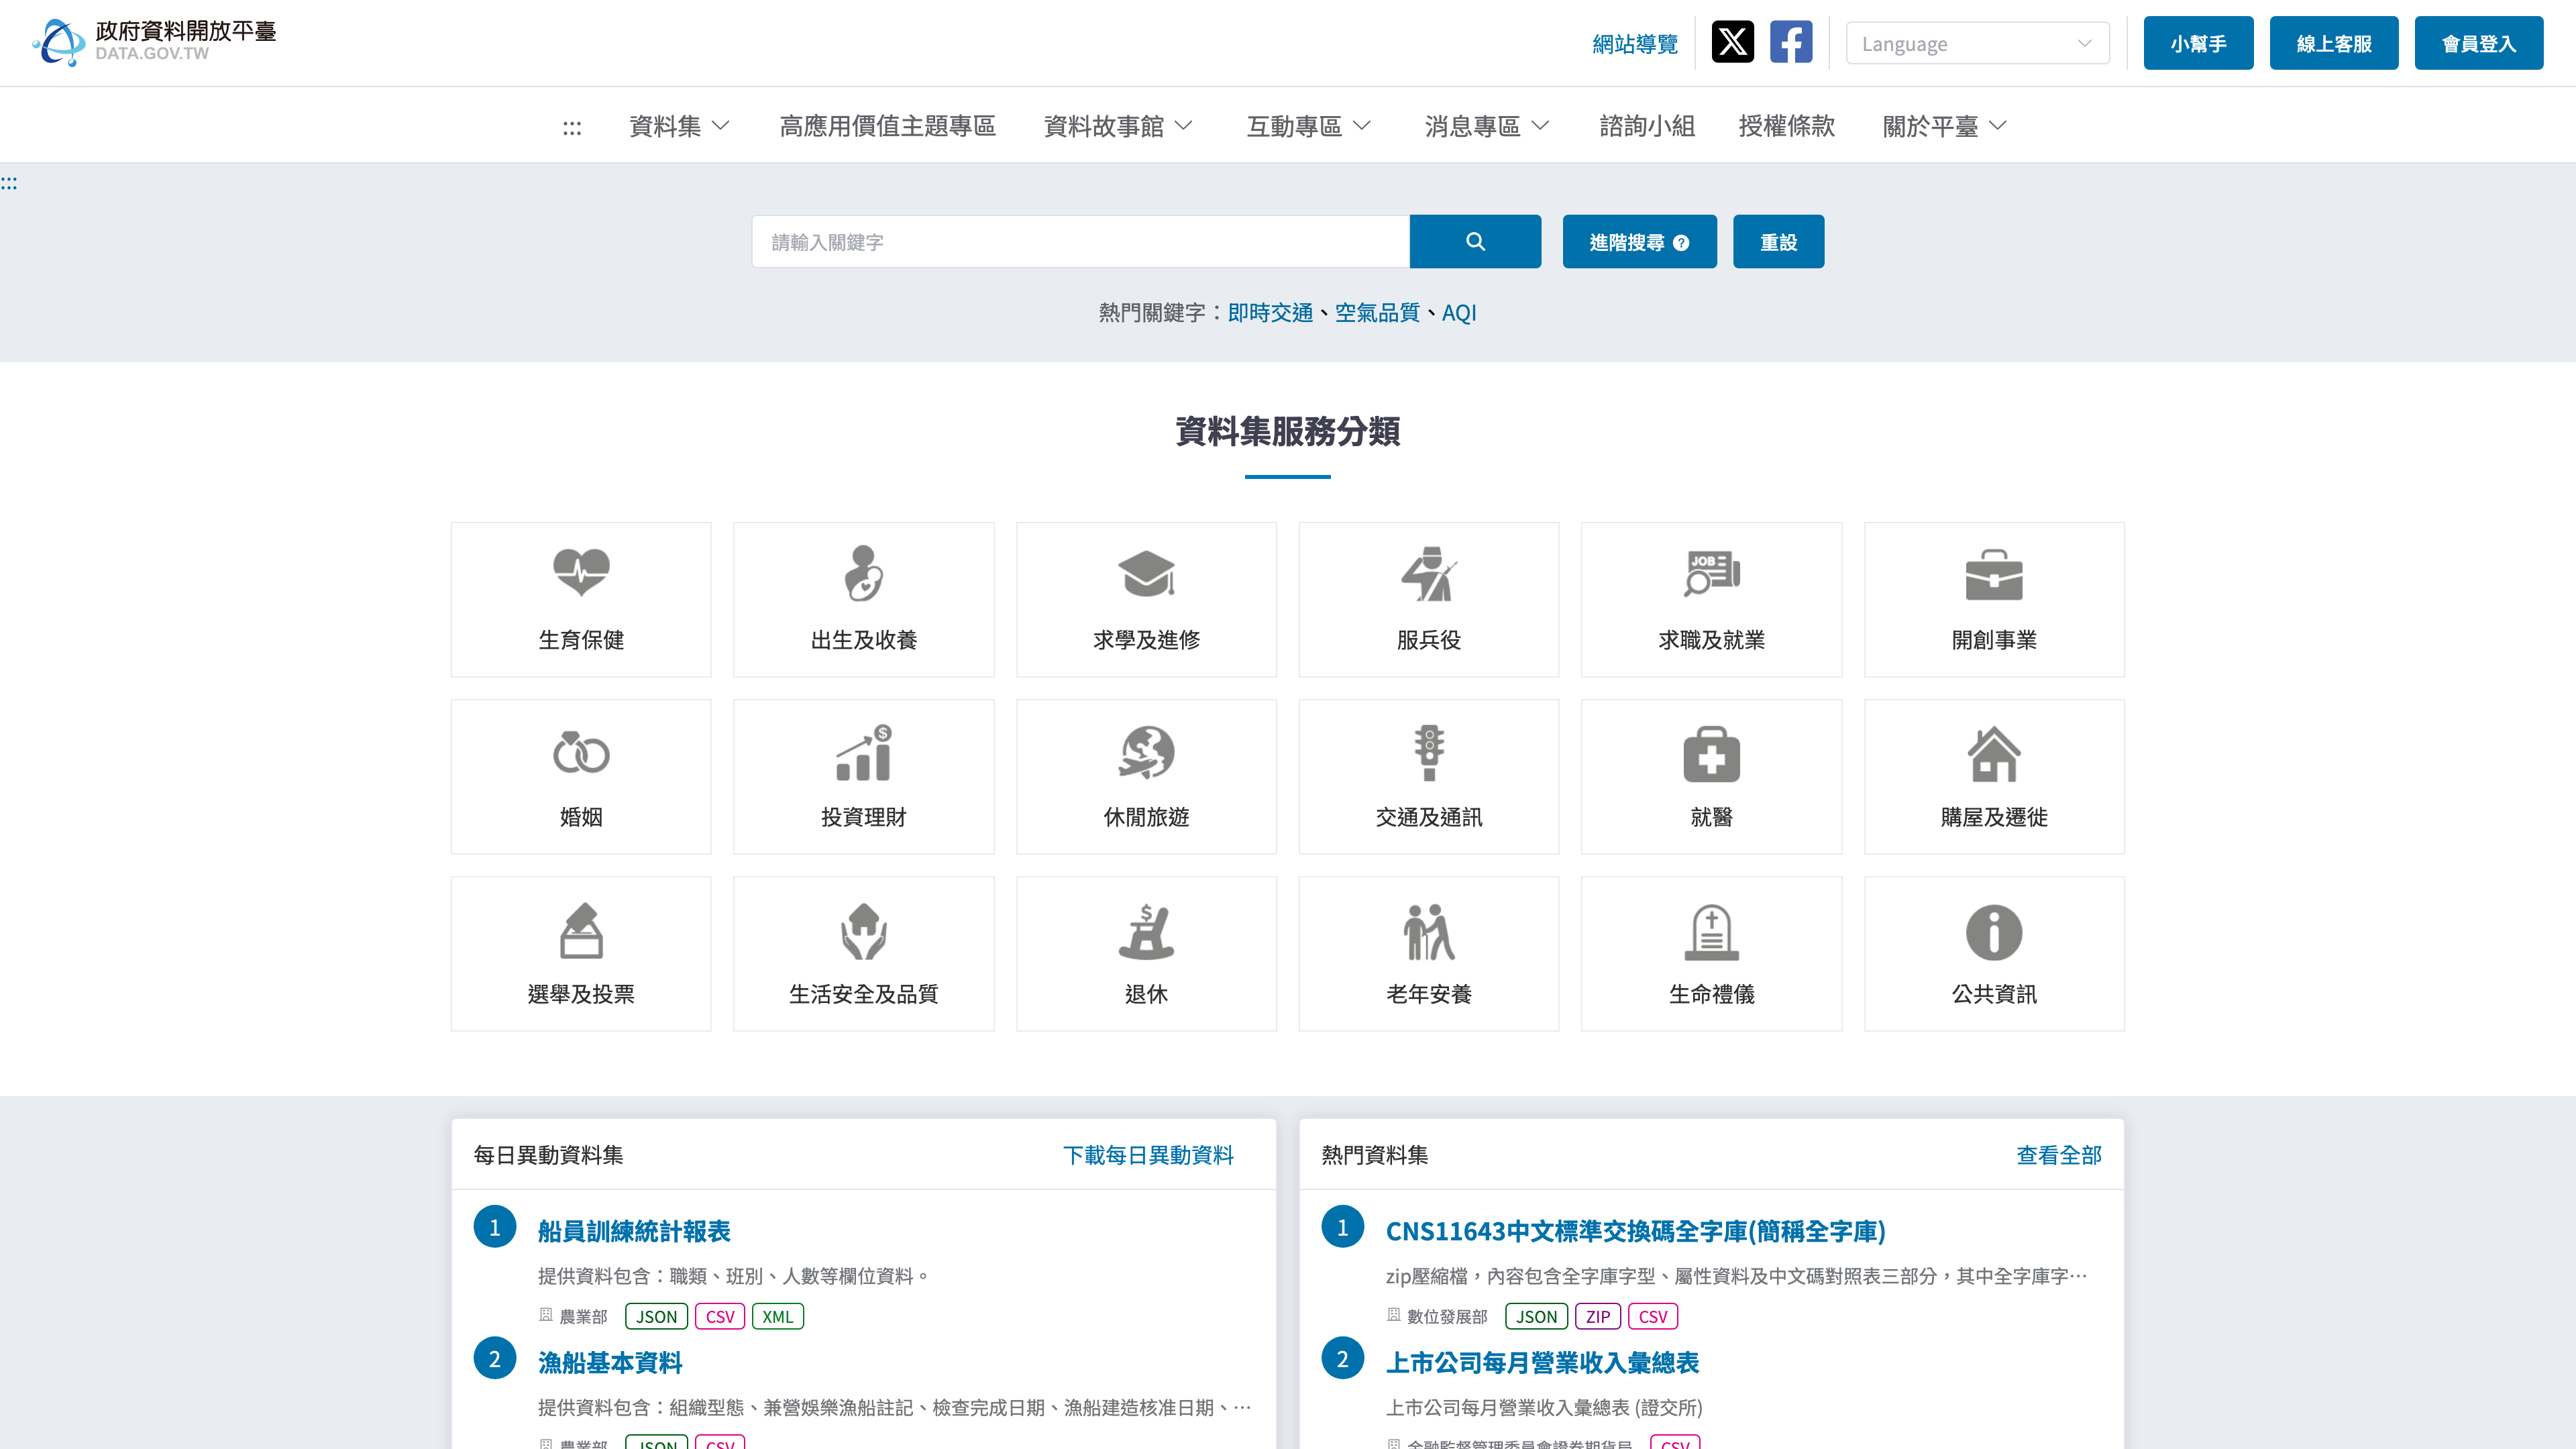 政府資料開放平臺
DATA.GOV.TW
網站導覽
Language
小幫手
線上客服
會員登入
:::
資料集
高應用價值主題專區
資料故事館
互動專區
消息專區
諮詢小組
授權條款
關於平臺
:::
請輸入關鍵字
進階搜尋 ?
重設
熱門關鍵字：即時交通、空氣品質、AQI
資料集服務分類
生育保健
出生及收養
求學及進修
服兵役
JOB
求職及就業
開創事業
婚姻
$
投資理財
休閒旅遊
交通及通訊
就醫
購屋及遷徙
選舉及投票
生活安全及品質
$
退休
老年安養
生命禮儀
公共資訊
每日異動資料集
下載每日異動資料
1
船員訓練統計報表
提供資料包含：職類、班別、人數等欄位資料。
農業部 JSON CSV XML
2
漁船基本資料
提供資料包含：組織型態、兼營娛樂漁船註記、檢查完成日期、漁船建造核准日期、…
農業部 JSON CSV
熱門資料集
查看全部
1
CNS11643中文標準交換碼全字庫(簡稱全字庫)
zip壓縮檔，內容包含全字庫字型、屬性資料及中文碼對照表三部分，其中全字庫字…
數位發展部 JSON ZIP CSV
2
上市公司每月營業收入彙總表
上市公司每月營業收入彙總表 (證交所)
金融監督管理委員會證券期貨局 CSV